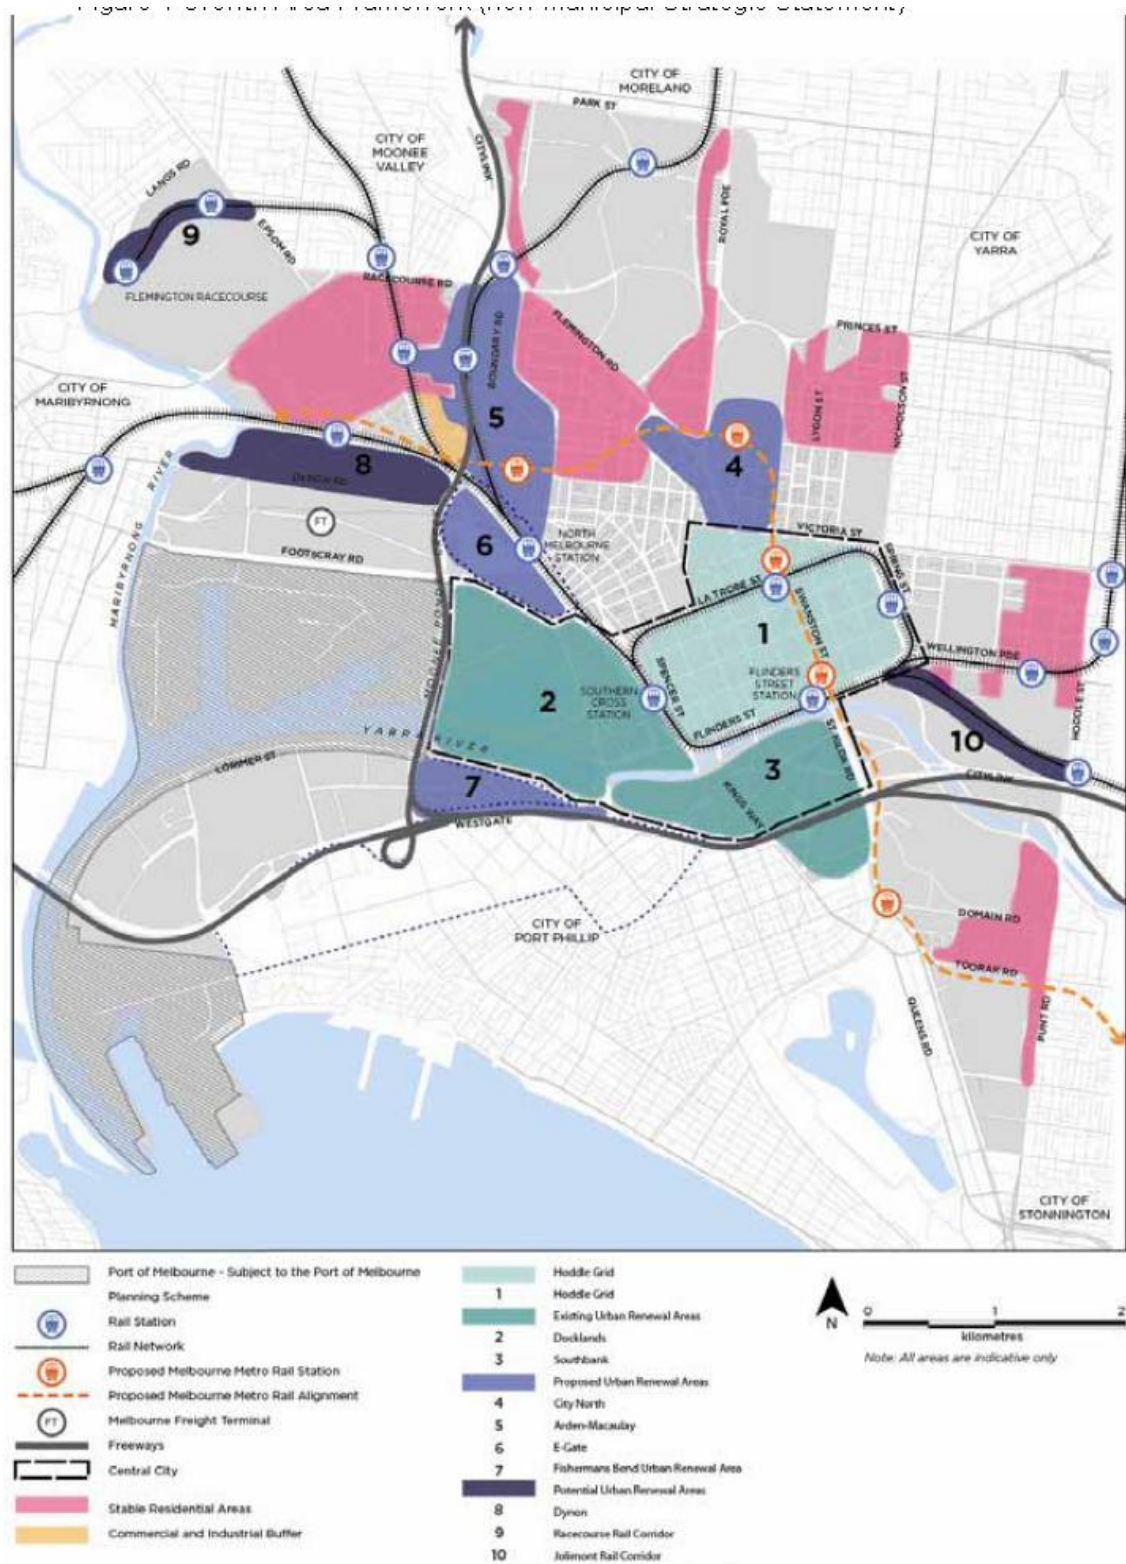 CITY OF
MORELAND
PARK ST
CITY OF
MOONEE
VALLEY
CITYLINK
LANGS RD
ROYAL PDE
EPSOM RD
9
CITY OF
YARRA
RACECOURSE RD
FLEMINGTON RACECOURSE
BOUNDARY RD
FLEMINGTON RD
PRINCES ST
CITY OF
MARIBYRNONG
LYGON ST
NICHOLSON ST
5
8
4
DYNON RD
MARIBYRNONG RIVER
FT
VICTORIA ST
NORTH
MELBOURNE
STATION
6
FOOTSCRAY RD
SPRING ST
LA TROBE ST
SWANSTON ST
1
WELLINGTON PDE
SPENCER ST
FLINDERS
STREET
STATION
2
SOUTHERN
CROSS
STATION
HODDLE ST
FLINDERS ST
ST KILDA RD
10
YARRA RIVER
LORIMER ST
3
CITYLINK
7
KINGS WAY
WESTGATE
CITY OF
PORT PHILLIP
DOMAIN RD
TOORAK RD
QUEENS RD
PUNT RD
CITY OF
STONNINGTON
Port of Melbourne - Subject to the Port of Melbourne
Planning Scheme
Rail Station
Rail Network
Proposed Melbourne Metro Rail Station
Proposed Melbourne Metro Rail Alignment
FT Melbourne Freight Terminal
Freeways
Central City
Stable Residential Areas
Commercial and Industrial Buffer
Hoddle Grid
1 Hoddle Grid
Existing Urban Renewal Areas
2 Docklands
3 Southbank
Proposed Urban Renewal Areas
4 City North
5 Arden-Macaulay
6 E-Gate
7 Fishermans Bend Urban Renewal Area
Potential Urban Renewal Areas
8 Dynon
9 Racecourse Rail Corridor
10 Jolimont Rail Corridor
N
0 1 2
kilometres
Note: All areas are indicative only